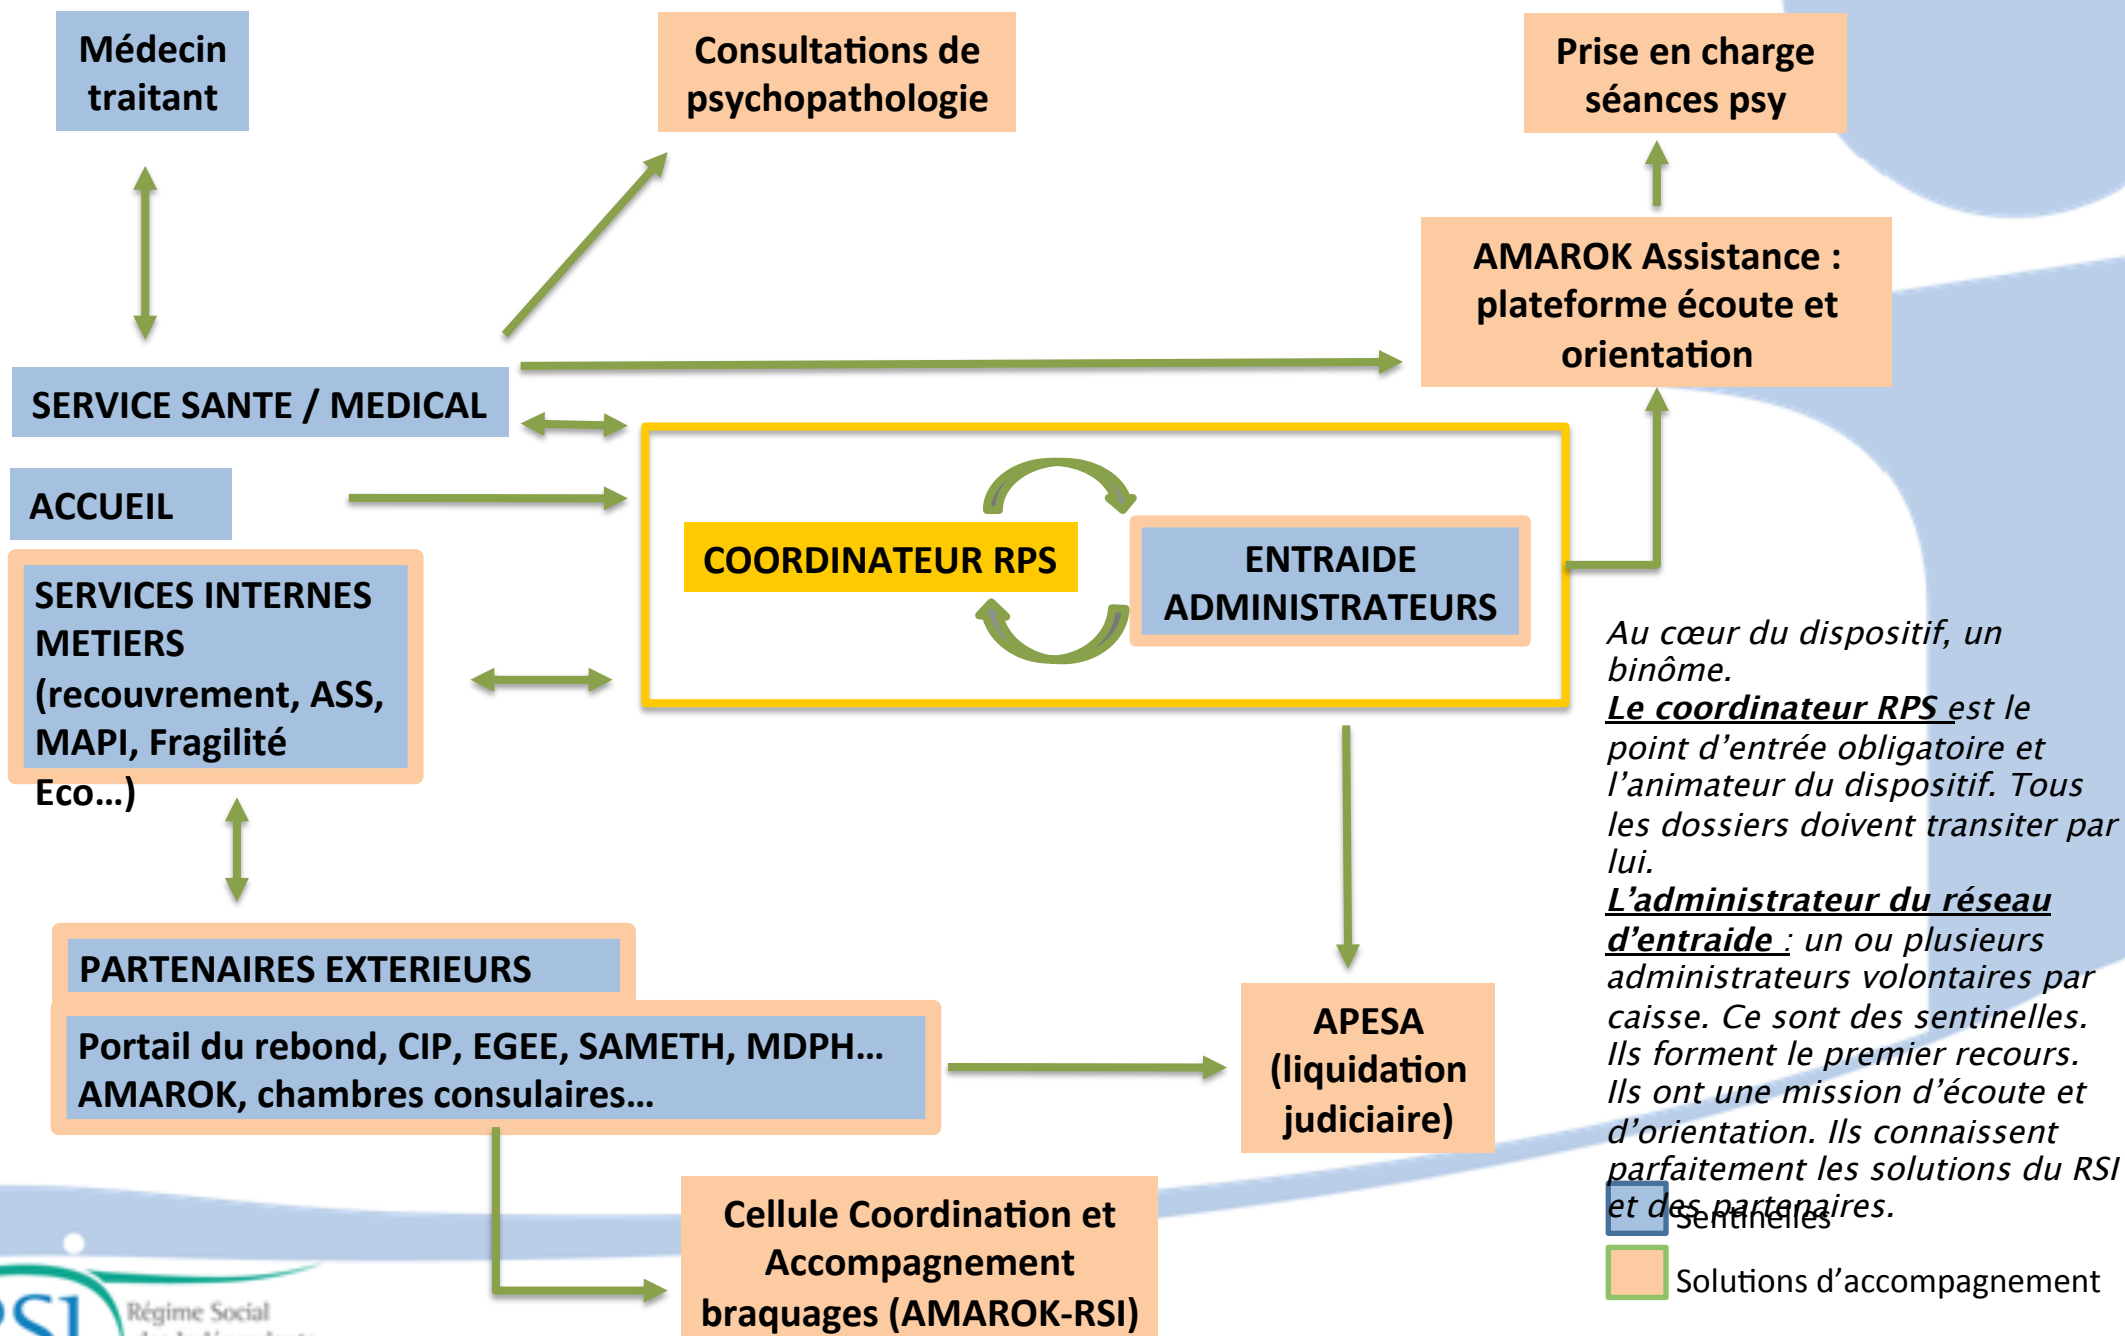 Médecin
traitant
Consultations de
psychopathologie
Prise en charge
séances psy
AMAROK Assistance :
plateforme écoute et
orientation
SERVICE SANTE / MEDICAL
ACCUEIL
SERVICES INTERNES
METIERS
(recouvrement, ASS,
MAPI, Fragilité
Eco…)
COORDINATEUR RPS
ENTRAIDE
ADMINISTRATEURS
Au cœur du dispositif, un
binôme.
Le coordinateur RPS est le
point d’entrée obligatoire et
l’animateur du dispositif. Tous
les dossiers doivent transiter par
lui.
L’administrateur du réseau
d’entraide : un ou plusieurs
administrateurs volontaires par
caisse. Ce sont des sentinelles.
Ils forment le premier recours.
Ils ont une mission d’écoute et
d’orientation. Ils connaissent
parfaitement les solutions du RSI
et des partenaires.
PARTENAIRES EXTERIEURS
Portail du rebond, CIP, EGEE, SAMETH, MDPH…
AMAROK, chambres consulaires…
APESA
(liquidation
judiciaire)
Cellule Coordination et
Accompagnement
braquages (AMAROK-RSI)
Sentinelles
Solutions d’accompagnement
RSI
Régime Social